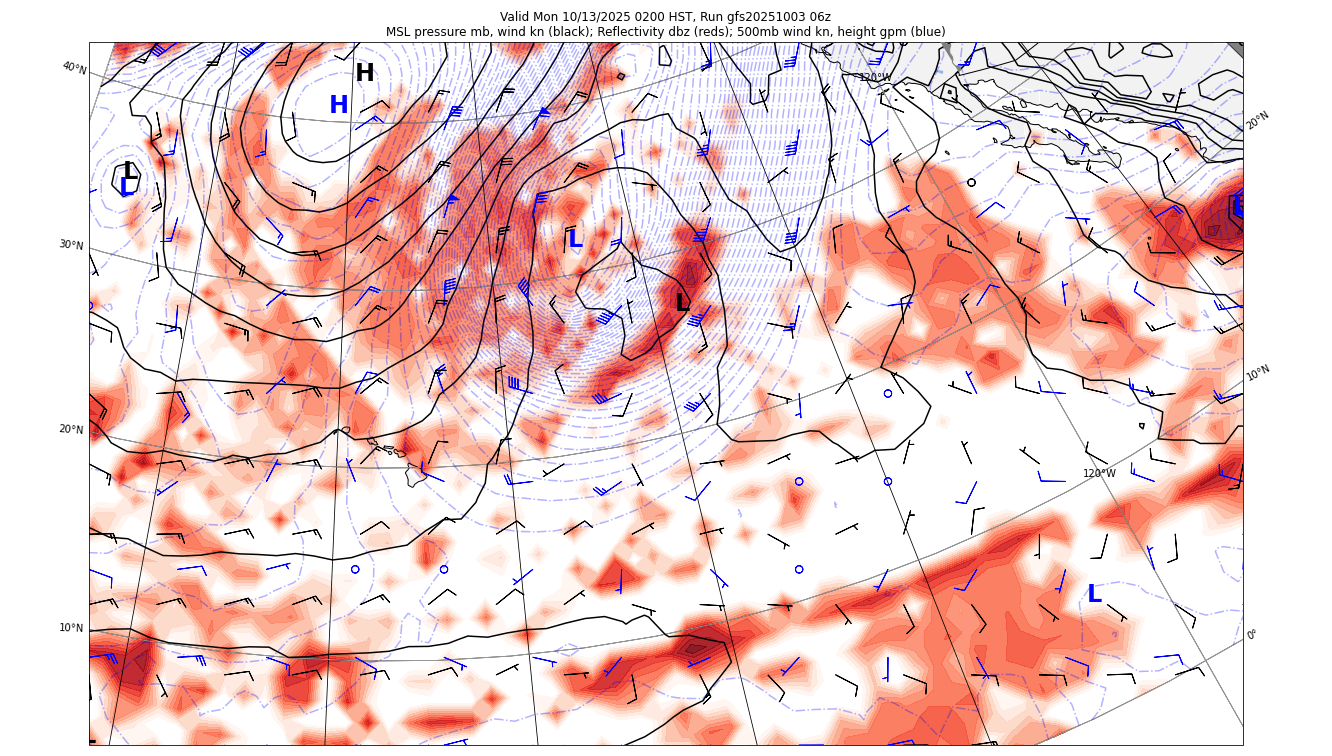 Valid Mon 10/13/2025 0200 HST, Run gfs20251003 06z
MSL pressure mb, wind kn (black); Reflectivity dbz (reds); 500mb wind kn, height gpm (blue)
40°N
H
120°W
H
20°N
L
L
L
30°N
L
L
10°N
20°N
120°W
L
10°N
0°